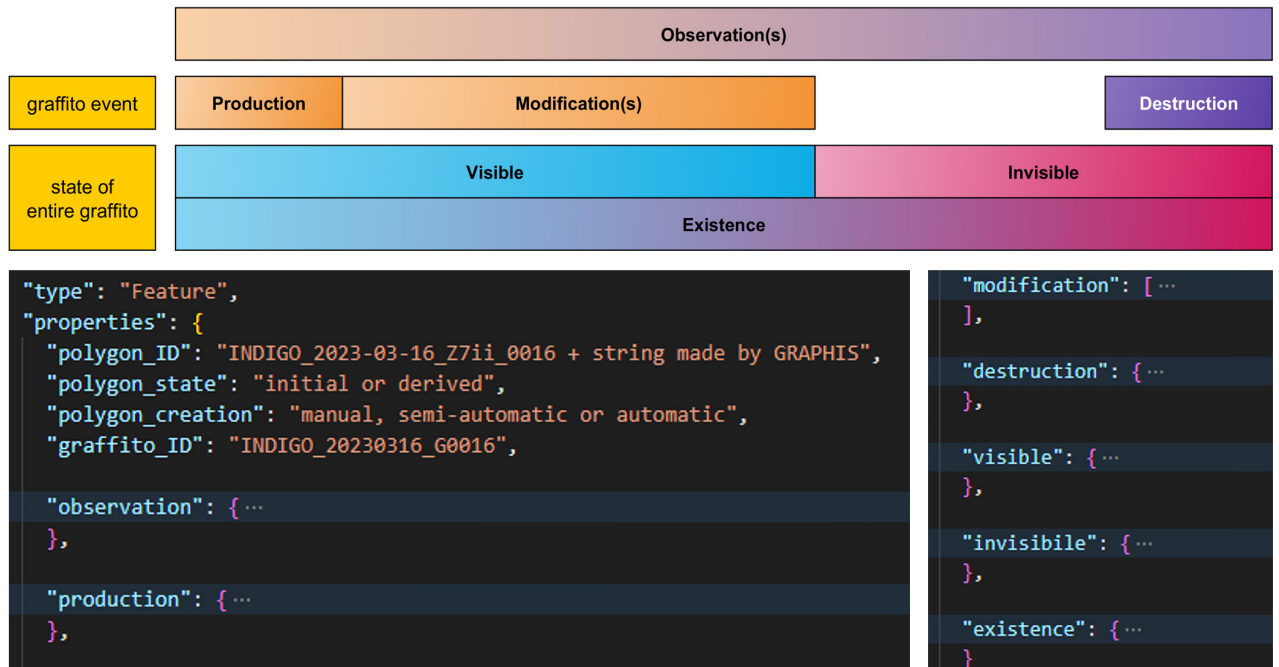 Observation(s)
graffito event
Production
Modification(s)
Destruction
state of
entire graffito
Visible
Invisible
Existence
"type": "Feature",
"properties": {
"polygon_ID": "INDIGO_2023-03-16_Z7ii_0016 + string made by GRAPHIS",
"polygon_state": "initial or derived",
"polygon_creation": "manual, semi-automatic or automatic",
"graffito_ID": "INDIGO_20230316_G0016",
"observation": { ···
},
"production": { ···
},
"modification": [ ···
],
"destruction": { ···
},
"visible": { ···
},
"invisibile": { ···
},
"existence": { ···
}